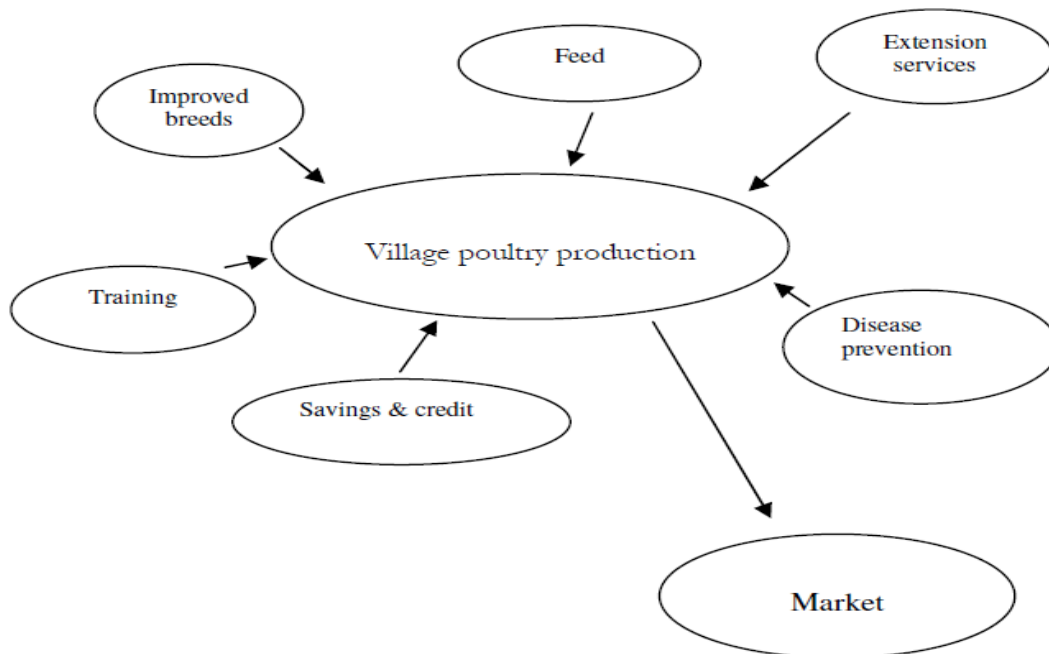 Feed
Extension
services
Improved
breeds
Village poultry production
Training
Disease
prevention
Savings & credit
Market